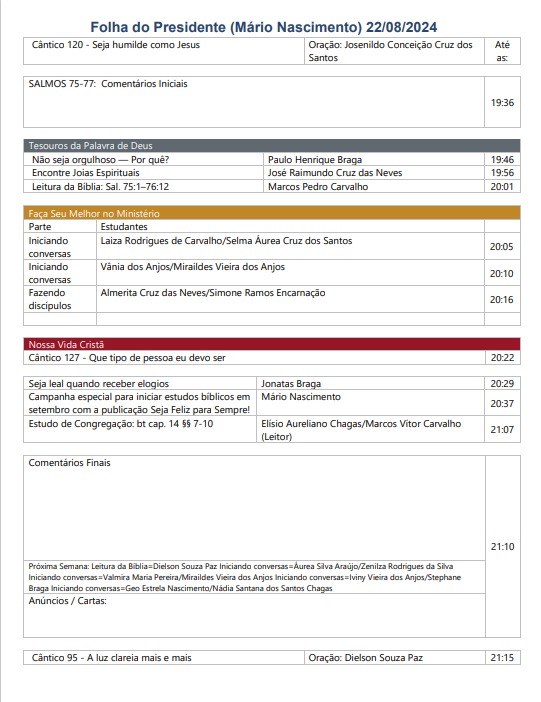 Folha do Presidente (Mário Nascimento) 22/08/2024
Cântico 120 - Seja humilde como Jesus
Oração: Josenildo Conceição Cruz dos
Santos
Até
as:
SALMOS 75-77: Comentários Iniciais
19:36
Tesouros da Palavra de Deus
Não seja orgulhoso — Por quê?
Paulo Henrique Braga
19:46
Encontre Joias Espirituais
José Raimundo Cruz das Neves
19:56
Leitura da Bíblia: Sal. 75:1–76:12
Marcos Pedro Carvalho
20:01
Faça Seu Melhor no Ministério
Parte
Estudantes
Iniciando
conversas
Laiza Rodrigues de Carvalho/Selma Áurea Cruz dos Santos
20:05
Iniciando
conversas
Vânia dos Anjos/Miraildes Vieira dos Anjos
20:10
Fazendo
discípulos
Almerita Cruz das Neves/Simone Ramos Encarnação
20:16
Nossa Vida Cristã
Cântico 127 - Que tipo de pessoa eu devo ser
20:22
Seja leal quando receber elogios
Jonatas Braga
20:29
Campanha especial para iniciar estudos bíblicos em
setembro com a publicação Seja Feliz para Sempre!
Mário Nascimento
20:37
Estudo de Congregação: bt cap. 14 §§ 7-10
Elísio Aureliano Chagas/Marcos Vítor Carvalho
(Leitor)
21:07
Comentários Finais
21:10
Próxima Semana: Leitura da Bíblia=Dielson Souza Paz Iniciando conversas=Áurea Silva Araújo/Zenilza Rodrigues da Silva
Iniciando conversas=Valmira Maria Pereira/Miraildes Vieira dos Anjos Iniciando conversas=Iviny Vieira dos Anjos/Stephane
Braga Iniciando conversas=Geo Estrela Nascimento/Nádia Santana dos Santos Chagas
Anúncios / Cartas:
Cântico 95 - A luz clareia mais e mais
Oração: Dielson Souza Paz
21:15